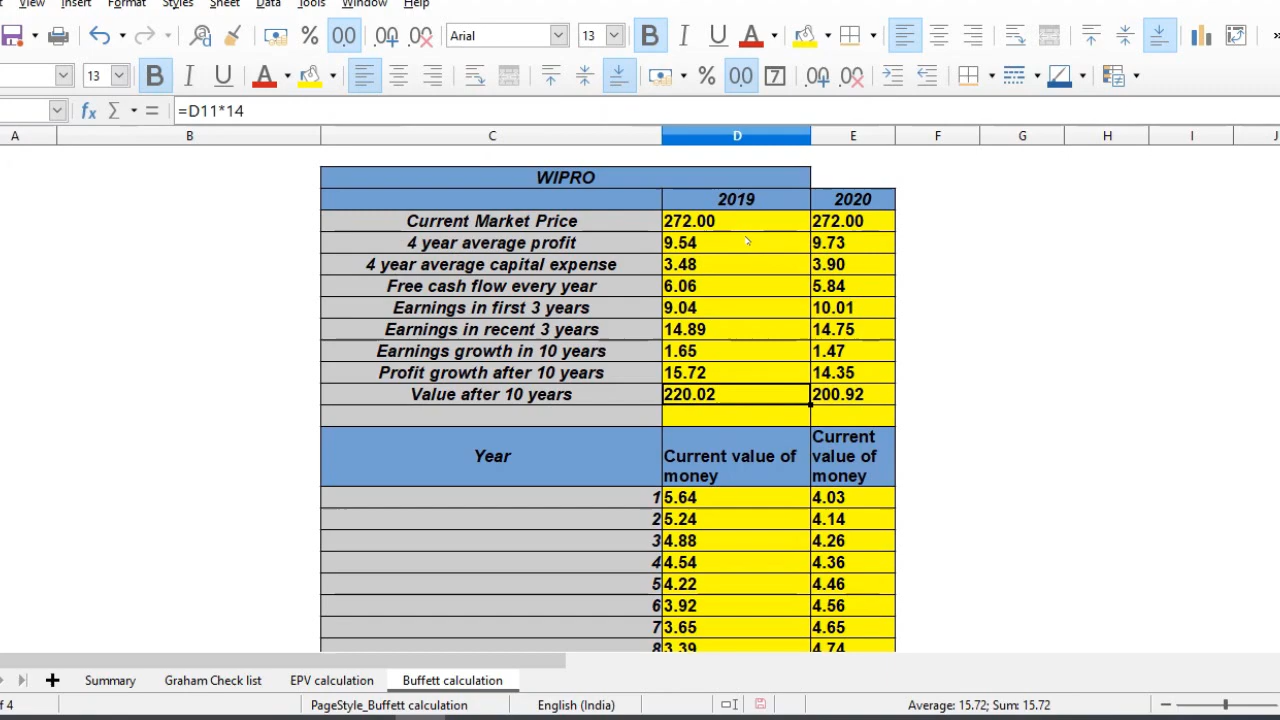 View Insert Format Styles Sheet Data Tools Window Help
Arial 13
13
=D11*14
A B C D E F G H I J
WIPRO
2019 2020
Current Market Price 272.00 272.00
4 year average profit 9.54 9.73
4 year average capital expense 3.48 3.90
Free cash flow every year 6.06 5.84
Earnings in first 3 years 9.04 10.01
Earnings in recent 3 years 14.89 14.75
Earnings growth in 10 years 1.65 1.47
Profit growth after 10 years 15.72 14.35
Value after 10 years 220.02 200.92
Year Current value of money Current value of money
1 5.64 4.03
2 5.24 4.14
3 4.88 4.26
4 4.54 4.36
5 4.22 4.46
6 3.92 4.56
7 3.65 4.65
8 3.39 4.74
Summary Graham Check list EPV calculation Buffett calculation
of 4 PageStyle_Buffett calculation English (India) Average: 15.72; Sum: 15.72